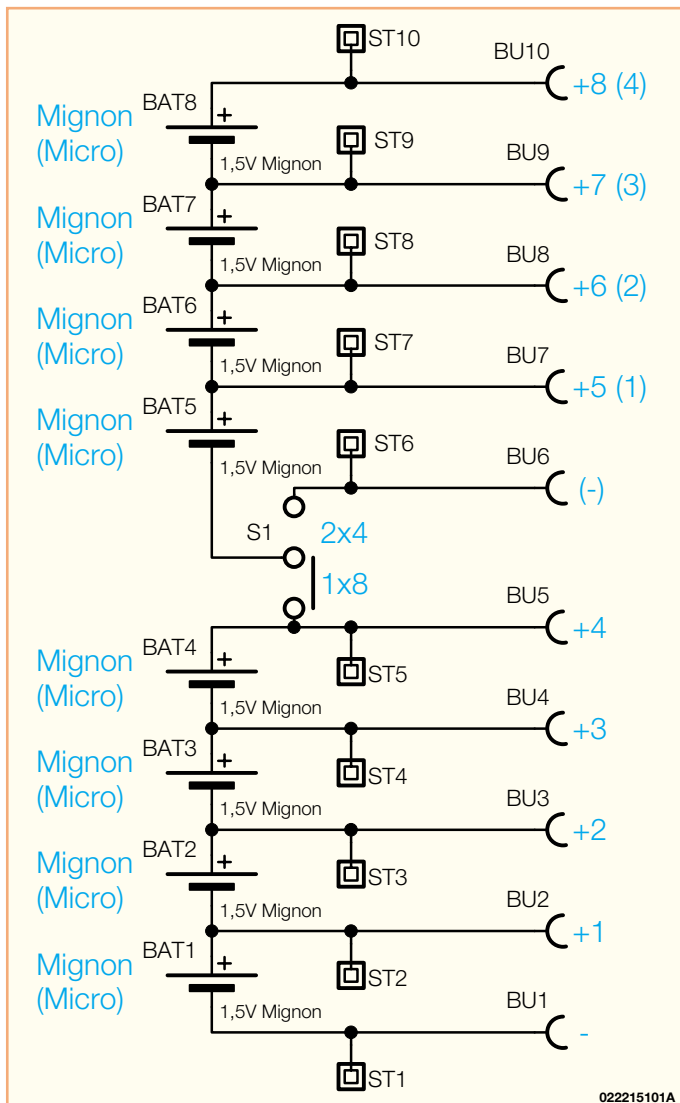 ST10
BU10
+8 (4)
BAT8
+
Mignon
(Micro)
1,5V Mignon
ST9
BU9
+7 (3)
BAT7
+
Mignon
(Micro)
1,5V Mignon
ST8
BU8
+6 (2)
BAT6
+
Mignon
(Micro)
1,5V Mignon
ST7
BU7
+5 (1)
BAT5
+
Mignon
(Micro)
1,5V Mignon
ST6
BU6
(-)
S1
2x4
1x8
BU5
+4
BAT4
+
Mignon
(Micro)
1,5V Mignon
ST5
BU4
+3
BAT3
+
Mignon
(Micro)
1,5V Mignon
ST4
BU3
+2
BAT2
+
Mignon
(Micro)
1,5V Mignon
ST3
BU2
+1
BAT1
+
Mignon
(Micro)
1,5V Mignon
ST2
BU1
-
ST1
022215101A